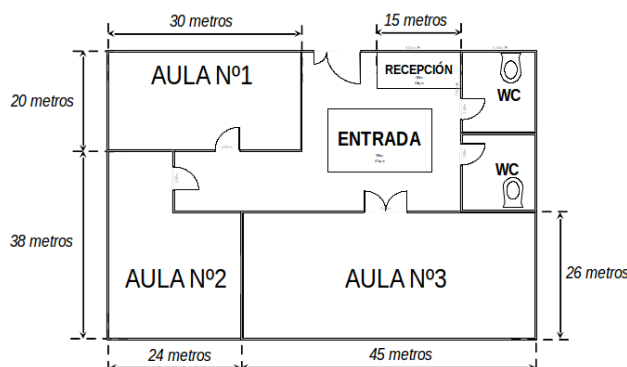 30 metros
15 metros
AULA Nº1
RECEPCIÓN
20 metros
WC
ENTRADA
WC
38 metros
AULA Nº2
AULA Nº3
26 metros
24 metros
45 metros